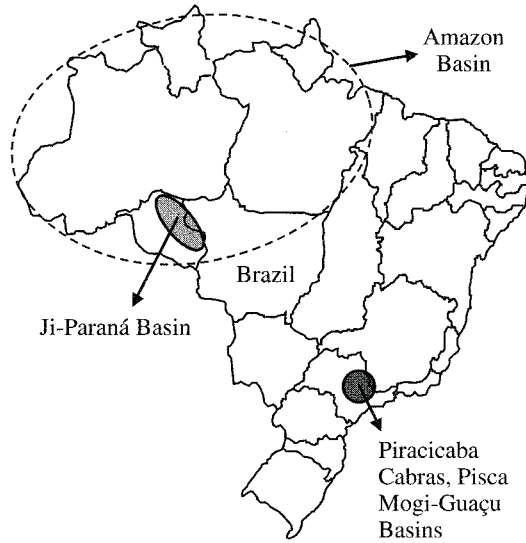 Amazon
Basin
Brazil
Ji-Paraná Basin
Piracicaba
Cabras, Pisca
Mogi-Guaçu
Basins